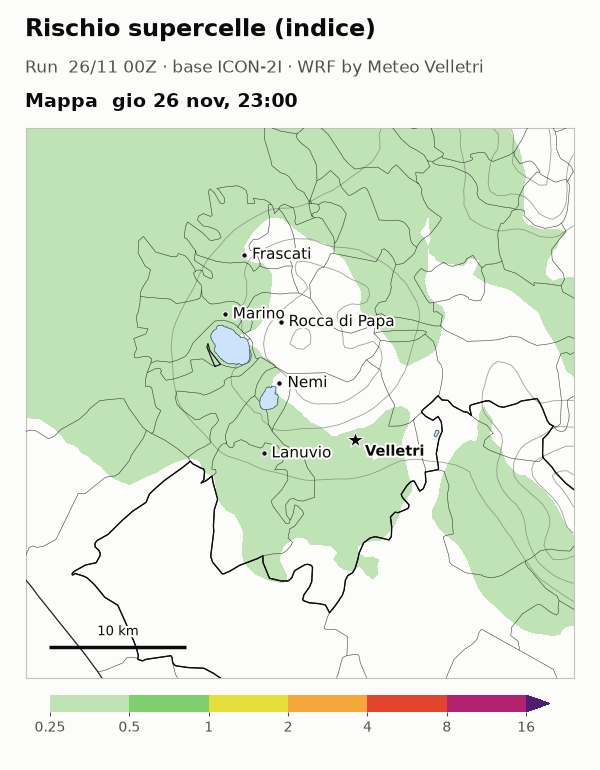 Rischio supercelle (indice)
Run  26/11 00Z · base ICON-2I · WRF by Meteo Velletri
Mappa  gio 26 nov, 23:00
Frascati
Marino
Rocca di Papa
Nemi
Velletri
Lanuvio
10 km
0.25 0.5 1 2 4 8 16